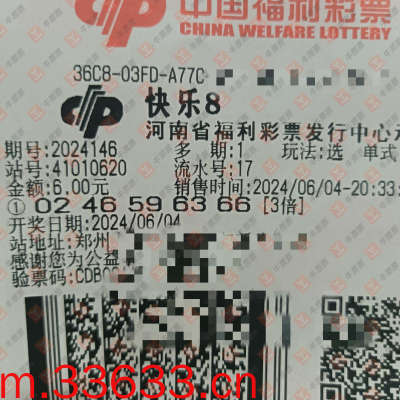 中国福利彩票
CHINA WELFARE LOTTERY
36C8-03FD-A77C
快乐8
河南省福利彩票发行中心
期号:2024146 多期:1 玩法:选 单式
站号:41010620 流水号:17
金额:6.00元 销售时间:2024/06/04-20:33:
① 02 46 59 63 66 [3倍]
开奖日期:2024/06/04
站地址:郑州
感谢您为公益
验票码:CDB0
m.33633.cn